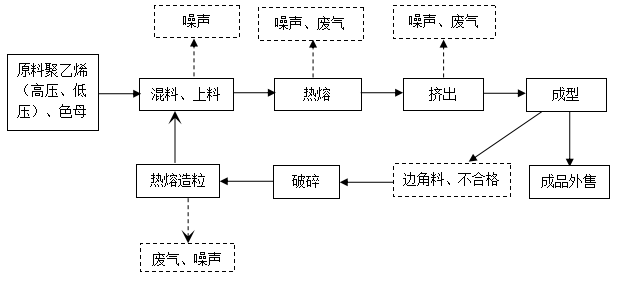 噪声
噪声、废气
噪声、废气
原料聚乙烯
（高压、低
压）、色母
混料、上料
热熔
挤出
成型
热熔造粒
破碎
边角料、不合格
成品外售
废气、噪声